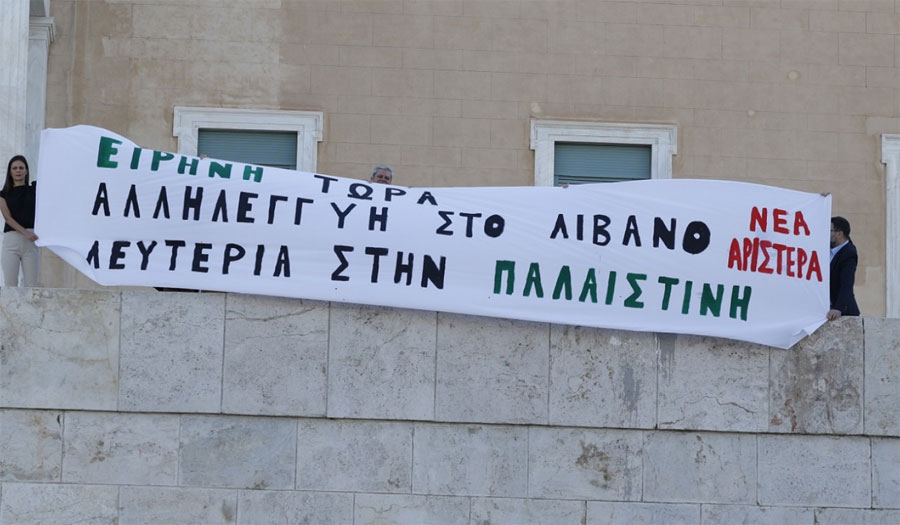 ΕΙΡΗΝΗ ΤΩΡΑ
ΑΛΛΗΛΕΓΓΥΗ ΣΤΟ ΛΙΒΑΝΟ
ΛΕΥΤΕΡΙΑ ΣΤΗΝ ΠΑΛΑΙΣΤΙΝΗ
ΝΕΑ
ΑΡΙΣΤΕΡΑ